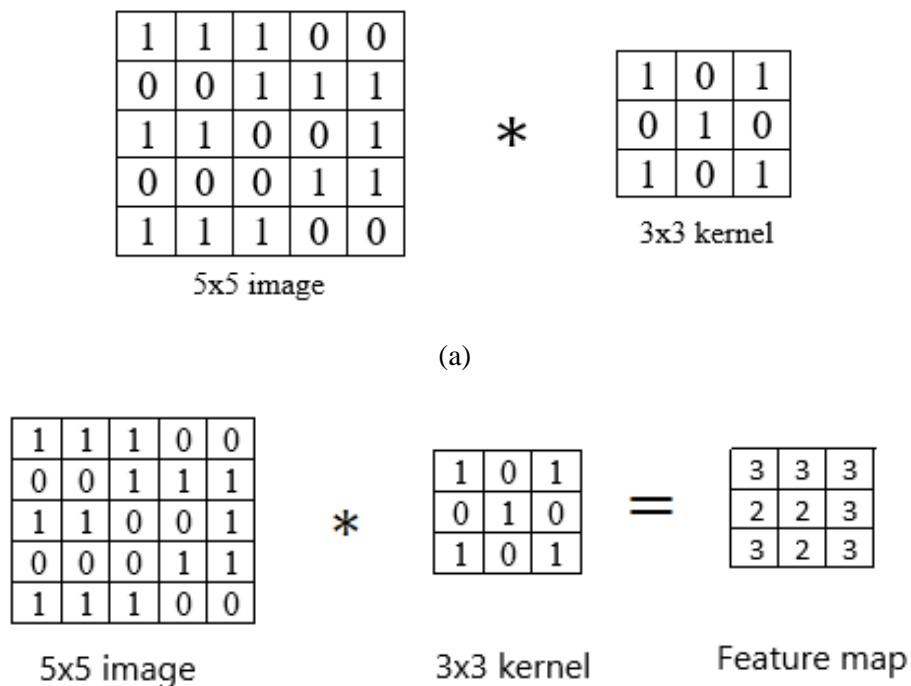 1 1 1 0 0
0 0 1 1 1
1 1 0 0 1
0 0 0 1 1
1 1 1 0 0
5x5 image
*
1 0 1
0 1 0
1 0 1
3x3 kernel
(a)
1 1 1 0 0
0 0 1 1 1
1 1 0 0 1
0 0 0 1 1
1 1 1 0 0
5x5 image
*
1 0 1
0 1 0
1 0 1
3x3 kernel
=
3 3 3
2 2 3
3 2 3
Feature map